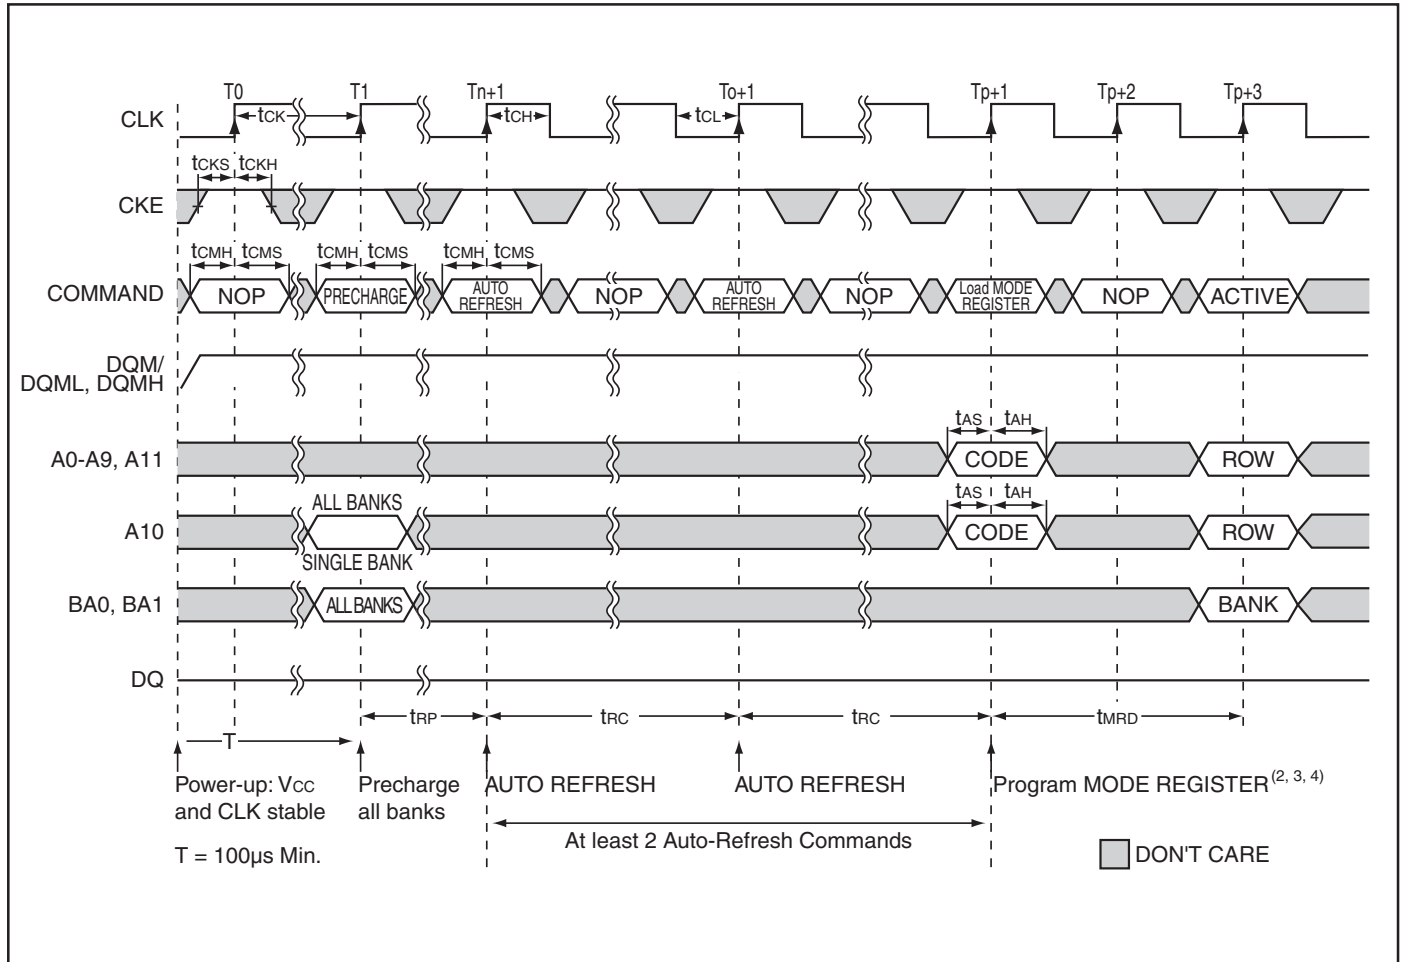 T0 T1 Tn+1 To+1 Tp+1 Tp+2 Tp+3
CLK tCK tCH tCL
tCKS tCKH
CKE
tCMH tCMS tCMH tCMS tCMH tCMS
COMMAND NOP PRECHARGE AUTO REFRESH NOP AUTO REFRESH NOP Load MODE REGISTER NOP ACTIVE
DQM/
DQML, DQMH
tAS tAH
A0-A9, A11 CODE ROW
ALL BANKS tAS tAH
A10 CODE ROW
SINGLE BANK
BA0, BA1 ALL BANKS BANK
DQ
tRP tRC tRC tMRD
T
Power-up: VCC
and CLK stable
Precharge
all banks
AUTO REFRESH
AUTO REFRESH
Program MODE REGISTER(2, 3, 4)
At least 2 Auto-Refresh Commands
T = 100μs Min.
DON'T CARE